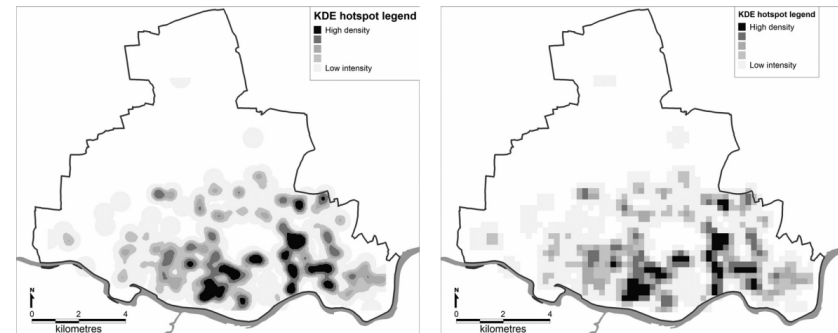 KDE hotspot legend
High density
Low intensity
N
0 2 4
kilometres
KDE hotspot legend
High density
Low intensity
N
0 2 4
kilometres